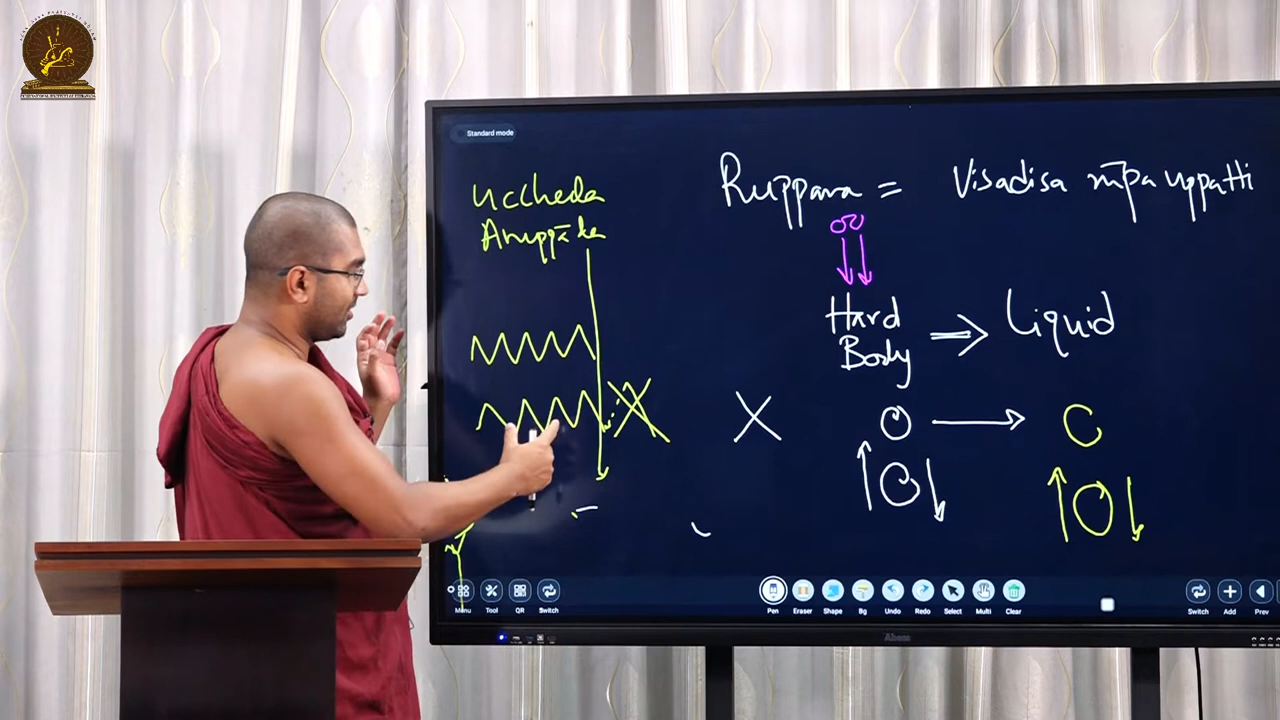 Standard mode
Uccheda
Anuppāda
Ruppana = Visadisa rūpa uppatti
Hard
Body ⇒ Liquid
X O → O
↑O↓ ↑O↓
Menu Tool QR Switch Pen Eraser Shape Bg Undo Redo Select Multi Clear Switch Add Prev